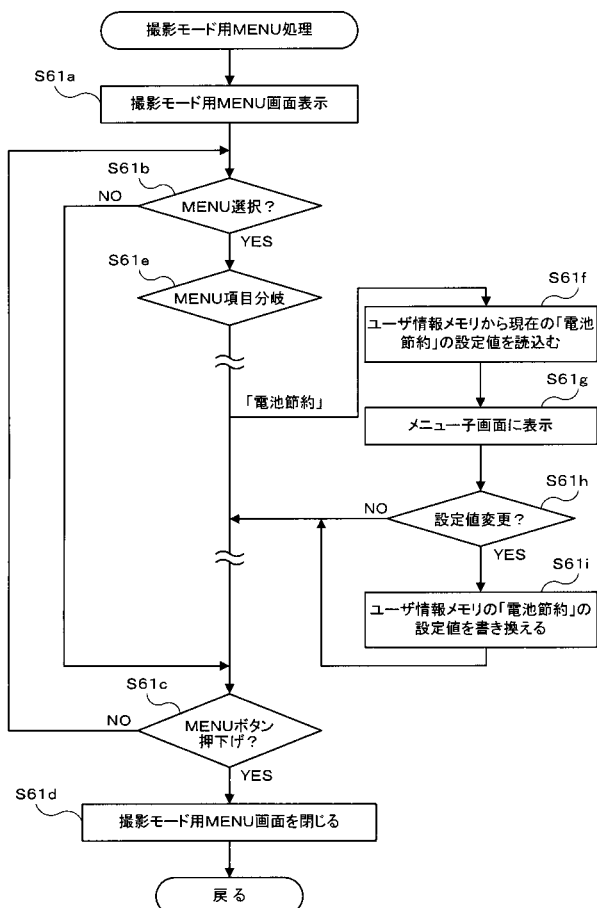 撮影モード用MENU処理
S61a
撮影モード用MENU画面表示
S61b
NO
MENU選択?
YES
S61e
MENU項目分岐
「電池節約」
S61f
ユーザ情報メモリから現在の「電池
節約」の設定値を読込む
S61g
メニュー子画面に表示
S61h
NO
設定値変更?
YES
S61i
ユーザ情報メモリの「電池節約」の
設定値を書き換える
S61c
NO
MENUボタン
押下げ?
YES
S61d
撮影モード用MENU画面を閉じる
戻る